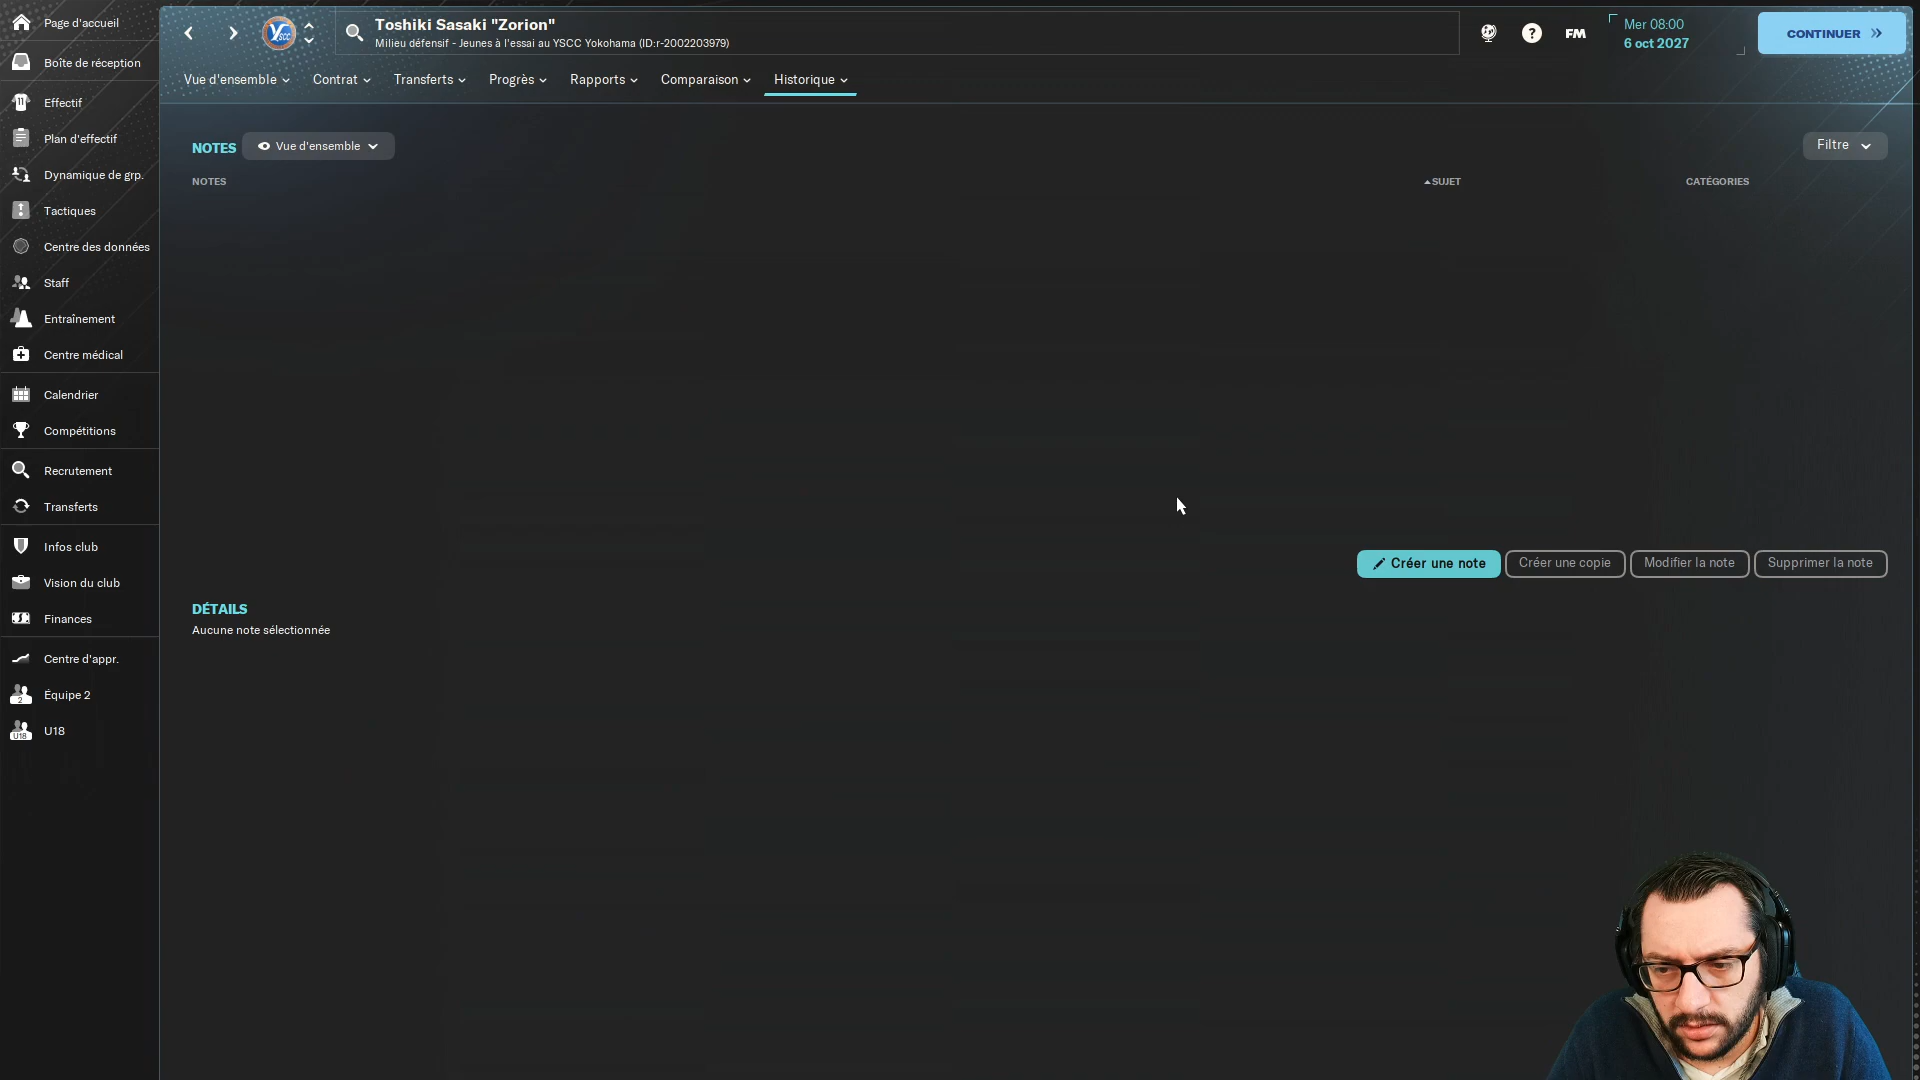 Page d'accueil
Boîte de réception
Effectif
Plan d'effectif
Dynamique de grp.
Tactiques
Centre des données
Staff
Entraînement
Centre médical
Calendrier
Compétitions
Recrutement
Transferts
Infos club
Vision du club
Finances
Centre d'appr.
Équipe 2
U18
YSCC
Toshiki Sasaki "Zorion"
Milieu défensif - Jeunes à l'essai au YSCC Yokohama (ID:r-2002203979)
FM
Mer 08:00
6 oct 2027
CONTINUER
Vue d'ensemble
Contrat
Transferts
Progrès
Rapports
Comparaison
Historique
NOTES
Vue d'ensemble
Filtre
NOTES
SUJET
CATÉGORIES
Créer une note
Créer une copie
Modifier la note
Supprimer la note
DÉTAILS
Aucune note sélectionnée